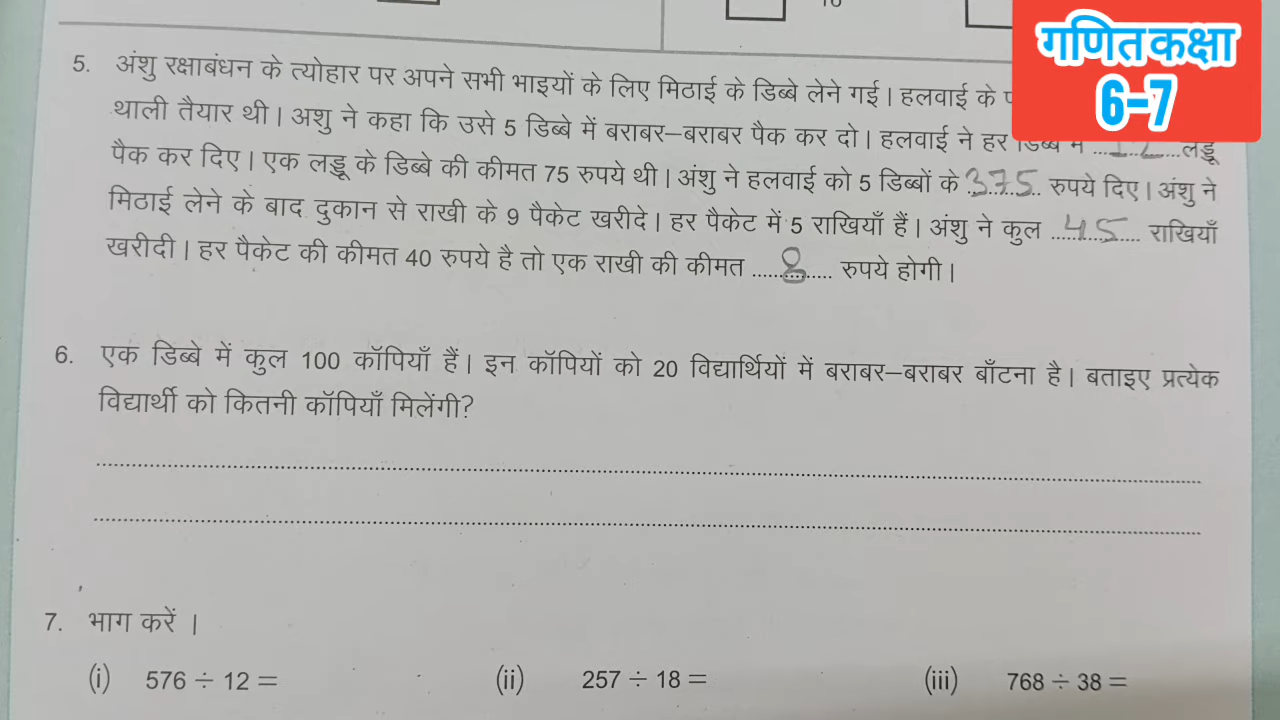 गणित कक्षा
6-7
5. अंशु रक्षाबंधन के त्योहार पर अपने सभी भाइयों के लिए मिठाई के डिब्बे लेने गई। हलवाई के
थाली तैयार थी। अशु ने कहा कि उसे 5 डिब्बे में बराबर–बराबर पैक कर दो। हलवाई ने हर डिब्बे में ....12....लड्डू
पैक कर दिए। एक लड्डू के डिब्बे की कीमत 75 रुपये थी। अंशु ने हलवाई को 5 डिब्बों के 375 रुपये दिए। अंशु ने
मिठाई लेने के बाद दुकान से राखी के 9 पैकेट खरीदे। हर पैकेट में 5 राखियाँ हैं। अंशु ने कुल ....45.... राखियाँ
खरीदी। हर पैकेट की कीमत 40 रुपये है तो एक राखी की कीमत ....8.... रुपये होगी।
6. एक डिब्बे में कुल 100 कॉपियाँ हैं। इन कॉपियों को 20 विद्यार्थियों में बराबर–बराबर बाँटना है। बताइए प्रत्येक
विद्यार्थी को कितनी कॉपियाँ मिलेंगी?
7. भाग करें ।
(i) 576 ÷ 12 = (ii) 257 ÷ 18 = (iii) 768 ÷ 38 =